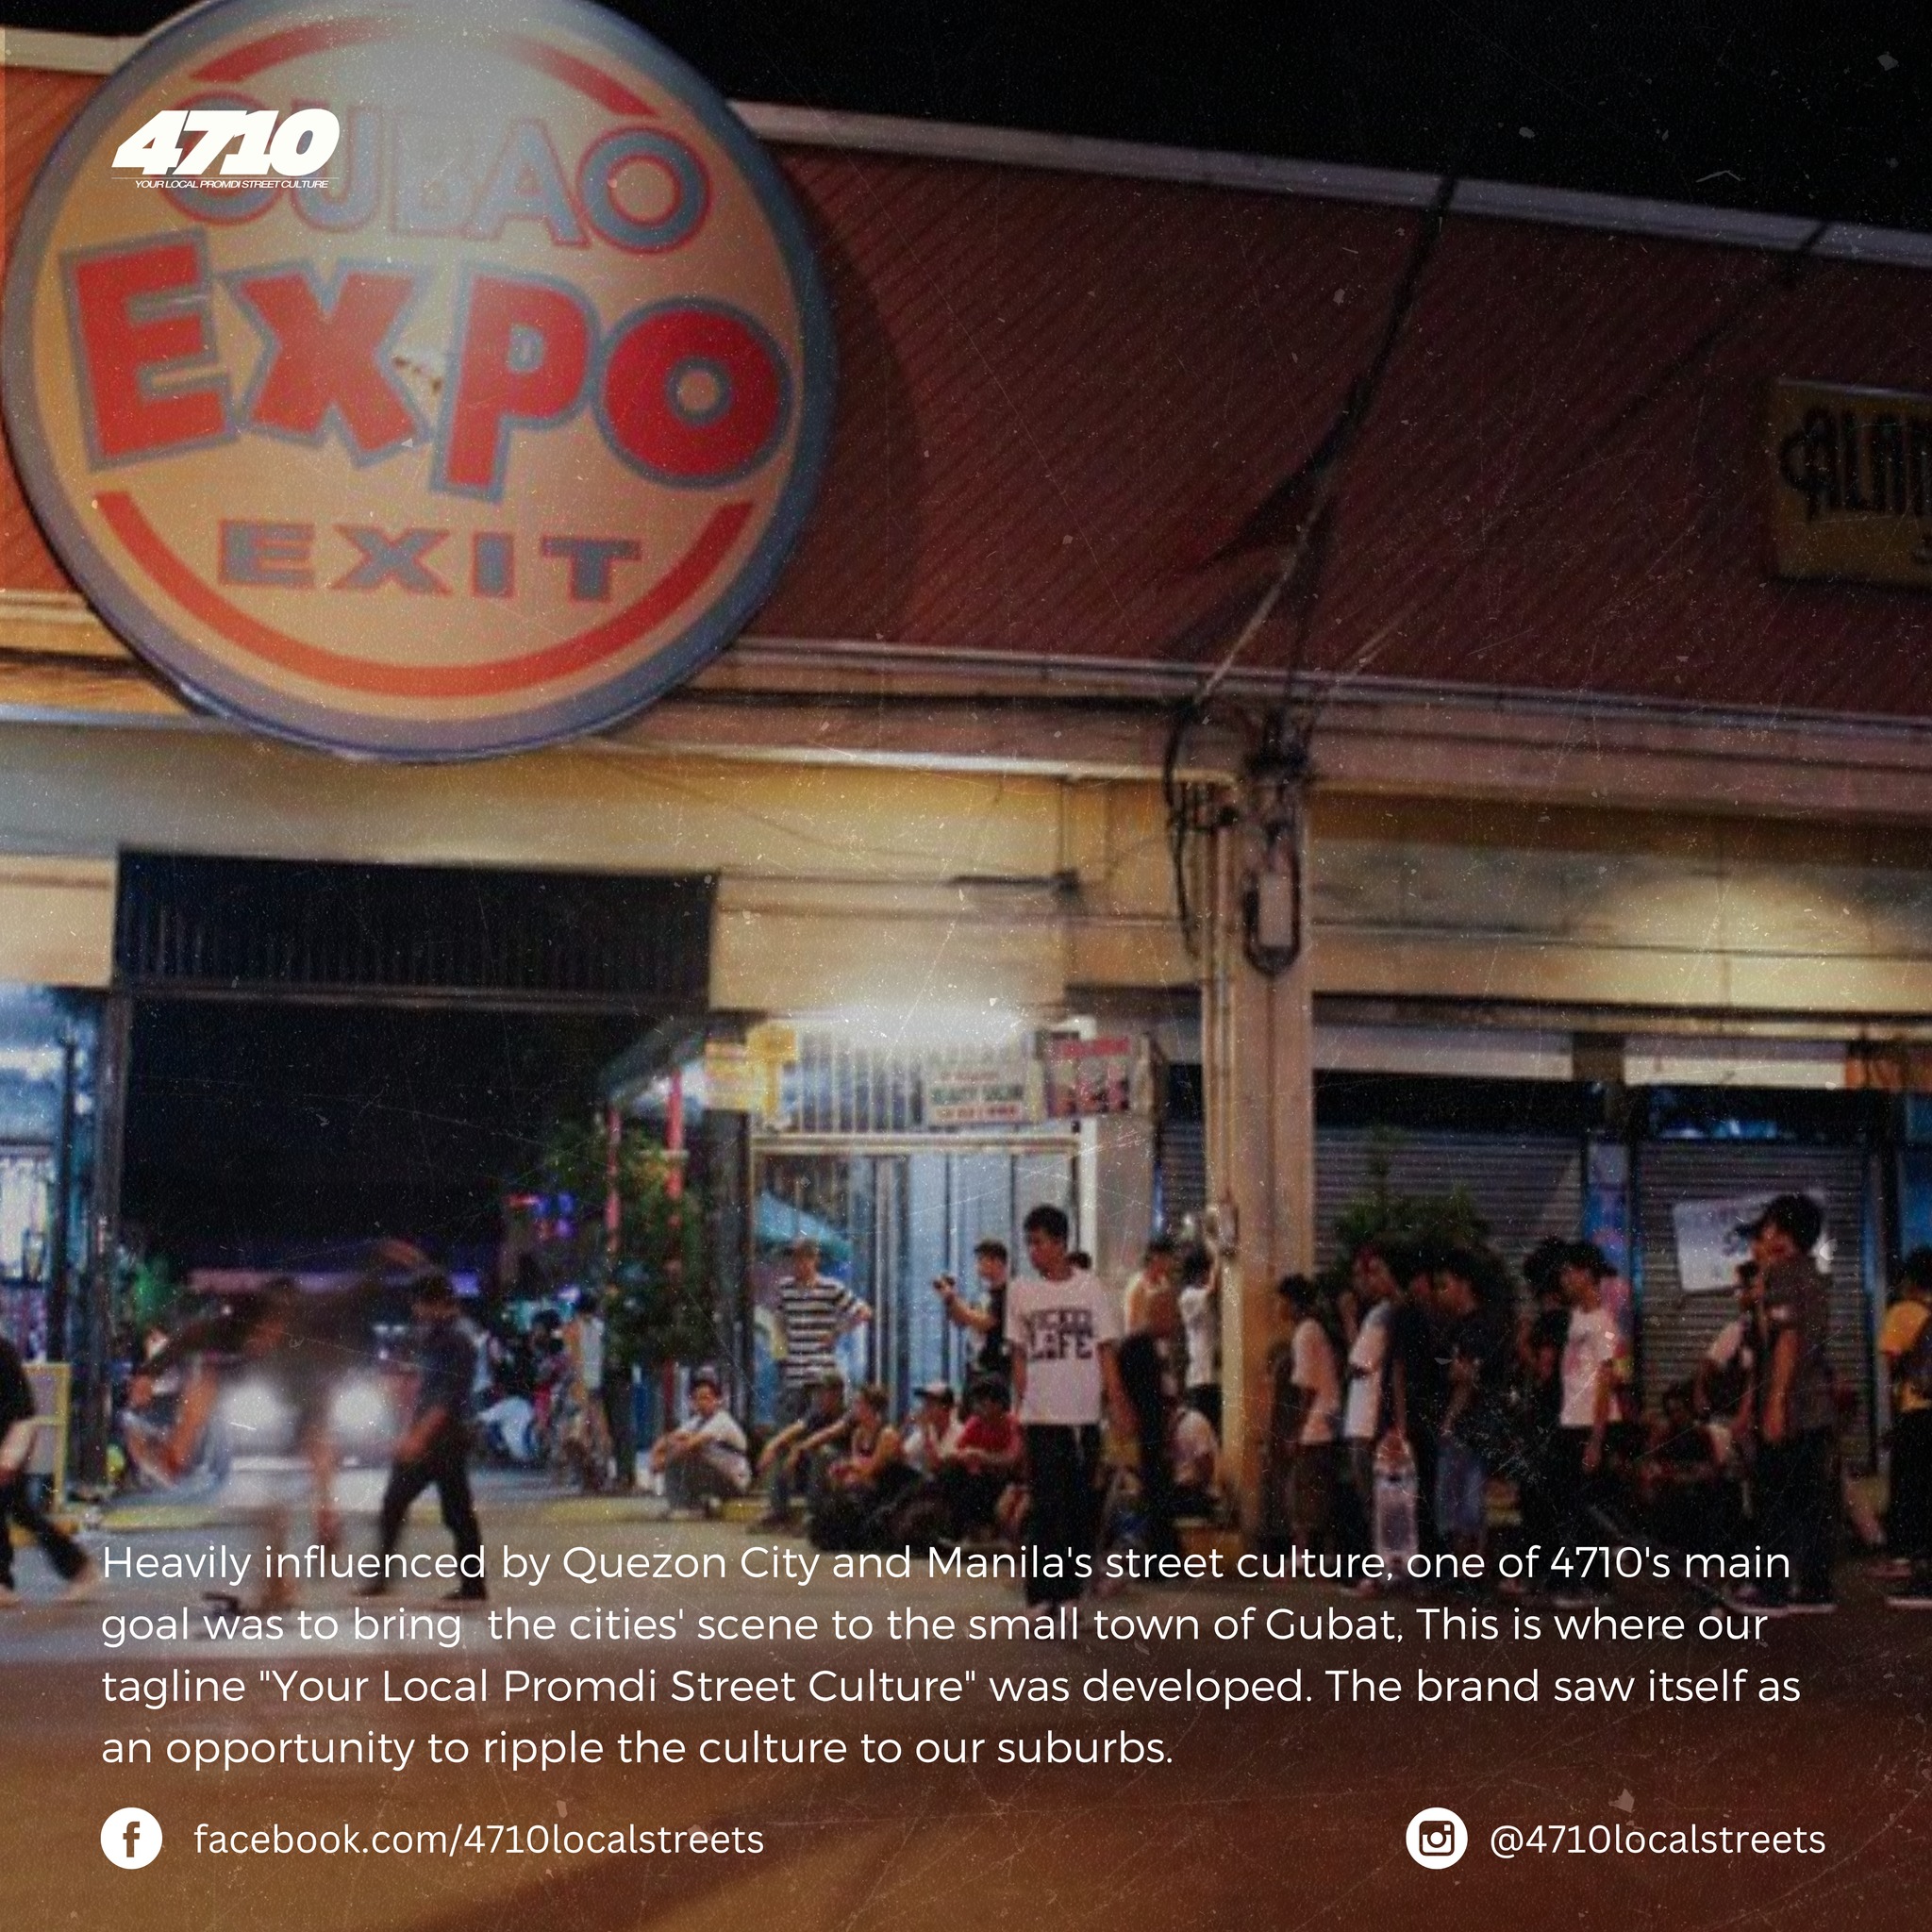 4710
YOUR LOCAL PROMDI STREET CULTURE
CUBAO
EXPO
EXIT
LIFE
Heavily influenced by Quezon City and Manila's street culture, one of 4710's main
goal was to bring  the cities' scene to the small town of Gubat, This is where our
tagline "Your Local Promdi Street Culture" was developed. The brand saw itself as
an opportunity to ripple the culture to our suburbs.
facebook.com/4710localstreets
@4710localstreets